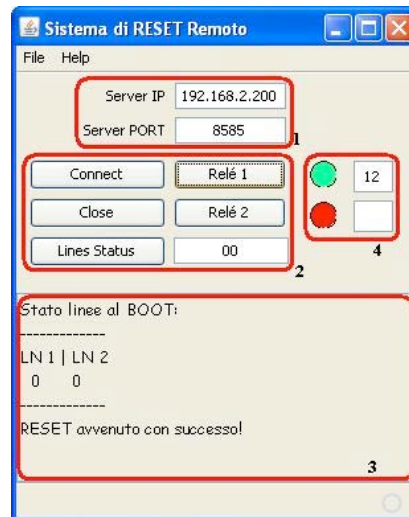 Sistema di RESET Remoto
File Help
Server IP 192.168.2.200
Server PORT 8585
1
Connect Relé 1 12
Close Relé 2
Lines Status 00 4
2
Stato linee al BOOT:
-------------
LN 1 | LN 2
0 0
-------------
RESET avvenuto con successo!
3